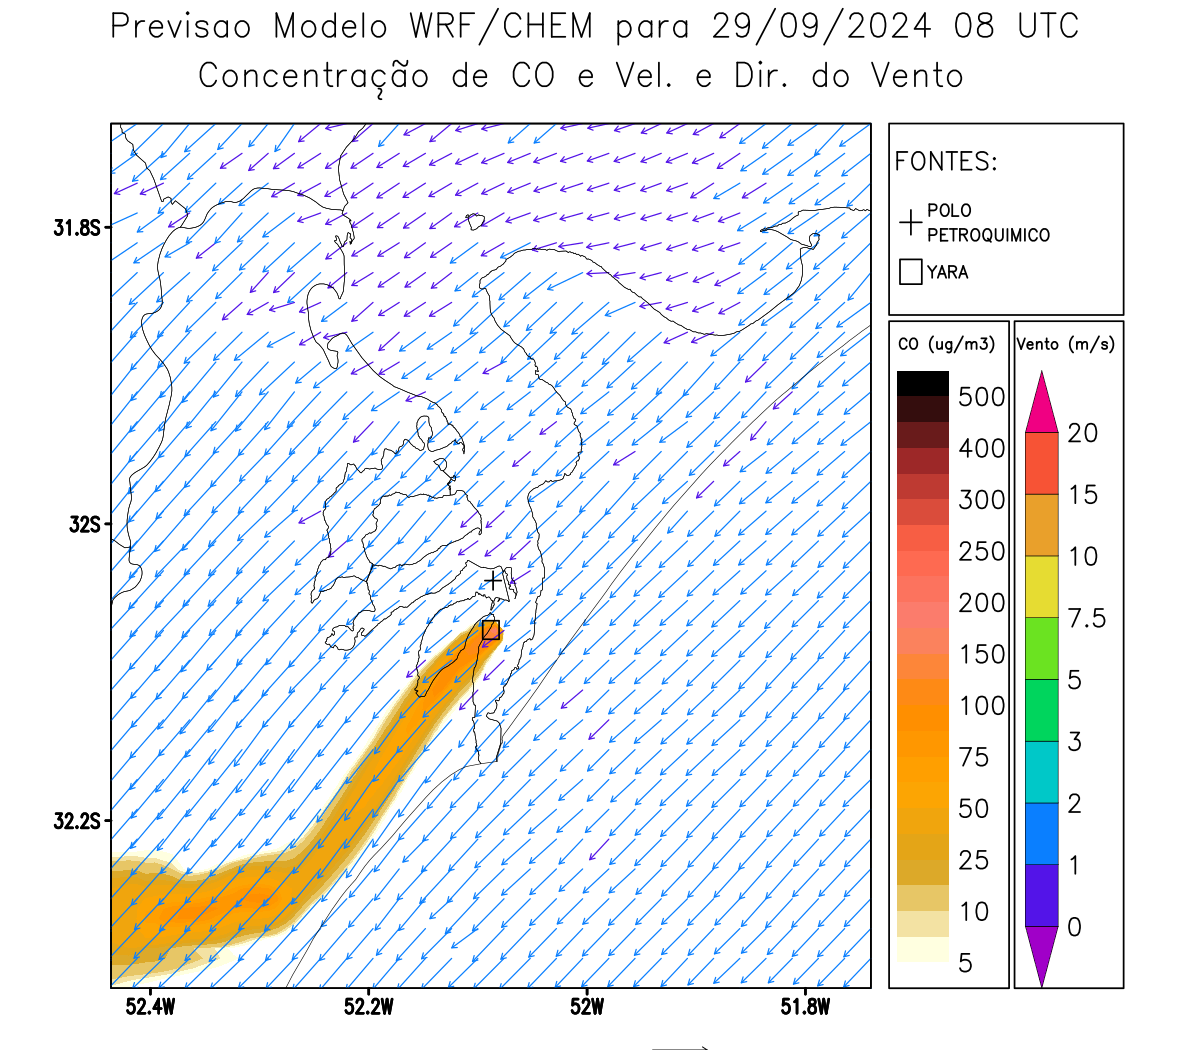 Previsao Modelo WRF/CHEM para 29/09/2024 08 UTC
Concentração de CO e Vel. e Dir. do Vento
FONTES:
POLO
PETROQUIMICO
YARA
CO (ug/m3)
500
400
300
250
200
150
100
75
50
25
10
5
Vento (m/s)
20
15
10
7.5
5
3
2
1
0
31.8S
32S
32.2S
52.4W
52.2W
52W
51.8W